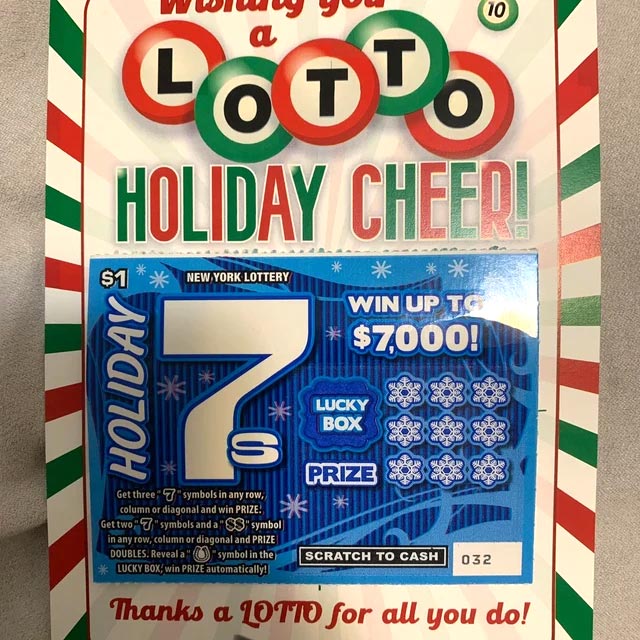 Wishing you
a
10
LOTTO
HOLIDAY CHEER!
$1
NEW YORK LOTTERY
HOLIDAY
7s
WIN UP TO
$7,000!
LUCKY
BOX
PRIZE
Get three "7" symbols in any row,
column or diagonal and win PRIZE.
Get two "7" symbols and a "$$" symbol
in any row, column or diagonal and PRIZE
DOUBLES. Reveal a " " symbol in the
LUCKY BOX, win PRIZE automatically!
SCRATCH TO CASH
032
Thanks a LOTTO for all you do!